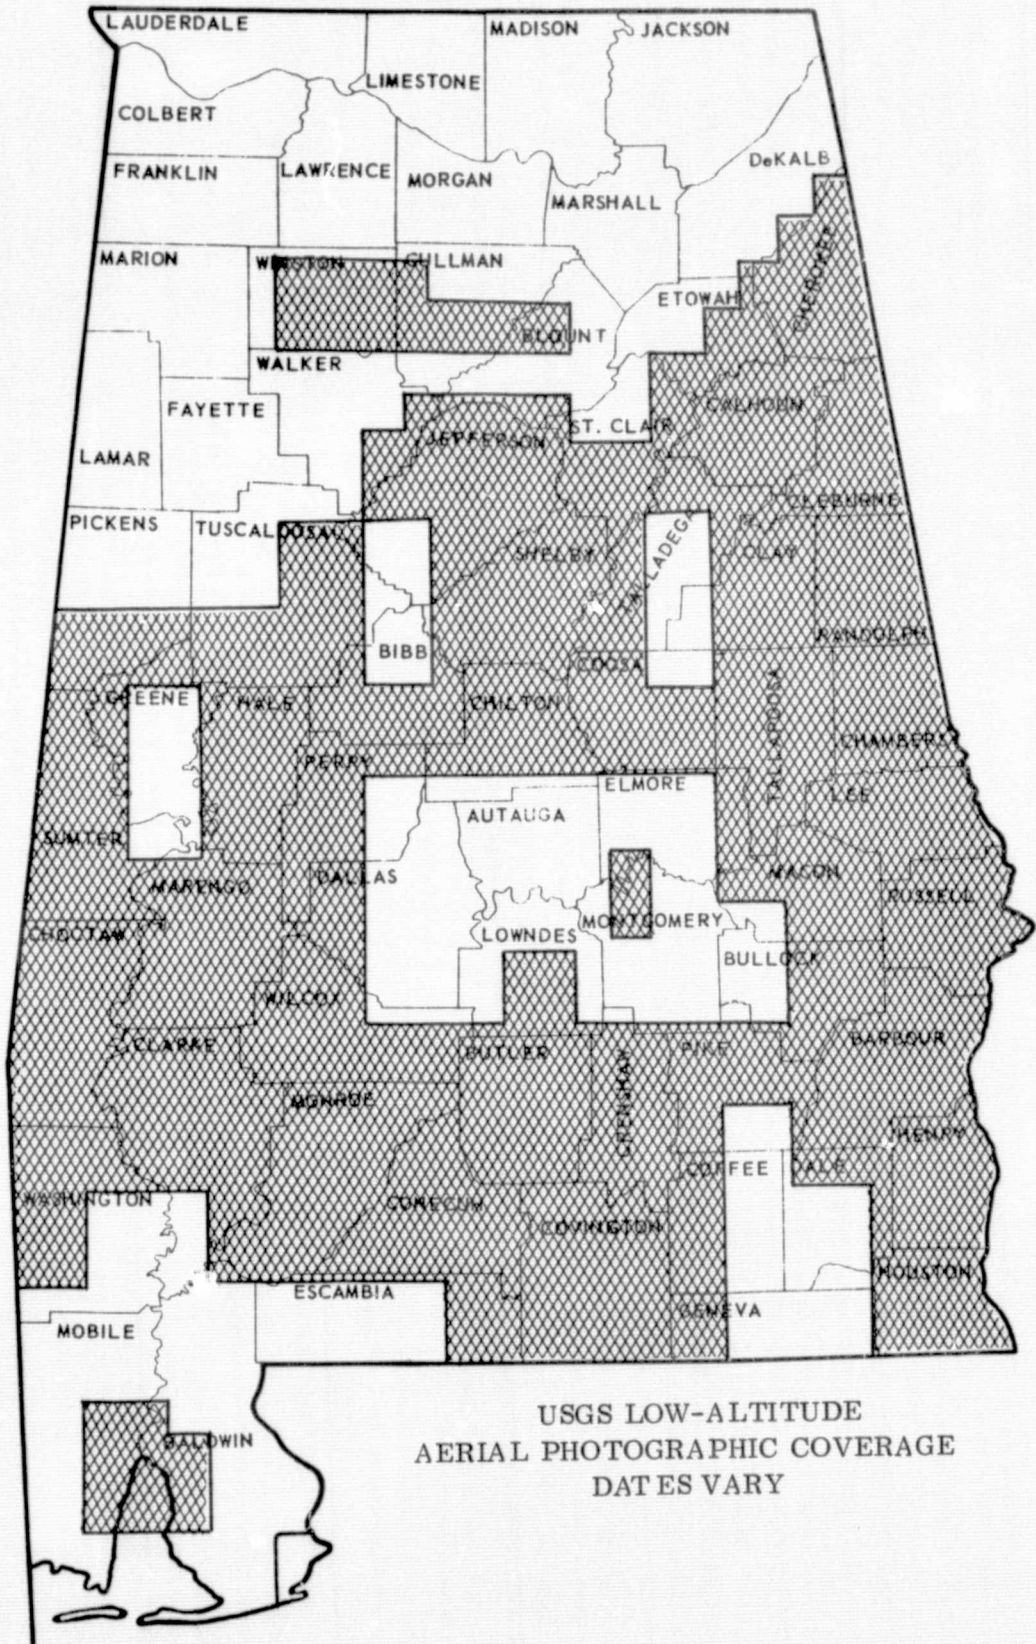 LAUDERDALE
MADISON
JACKSON
LIMESTONE
COLBERT
FRANKLIN
LAWRENCE
MORGAN
DeKALB
MARSHALL
MARION
WINSTON
CULLMAN
CHEROKEE
ETOWAH
BLOUNT
WALKER
FAYETTE
CALHOUN
JEFFERSON
ST. CLAIR
LAMAR
CLEBURNE
PICKENS
TUSCALOOSA
SHELBY
TALLADEGA
CLAY
RANDOLPH
BIBB
COOSA
GREENE
HALE
CHILTON
TALLAPOOSA
CHAMBERS
PERRY
ELMORE
LEE
AUTAUGA
SUMTER
DALLAS
MACON
MARENGO
RUSSELL
CHOCTAW
LOWNDES
MONTGOMERY
BULLOCK
WILCOX
CLARKE
BUTLER
CRENSHAW
PIKE
BARBOUR
MONROE
HENRY
COFFEE
DALE
WASHINGTON
CONECUH
COVINGTON
HOUSTON
ESCAMBIA
GENEVA
MOBILE
BALDWIN
USGS LOW-ALTITUDE
AERIAL PHOTOGRAPHIC COVERAGE
DATES VARY